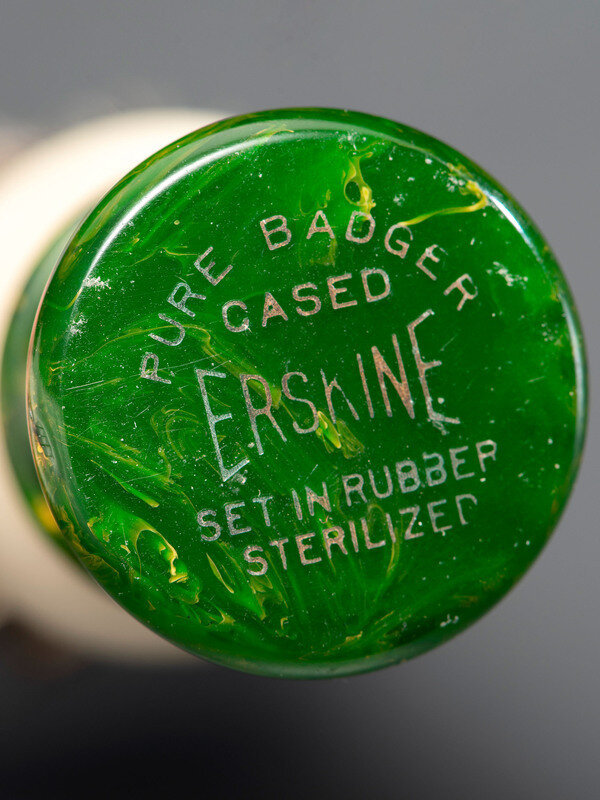 PURE BADGER
CASED
ERSKINE
SET IN RUBBER
STERILIZED